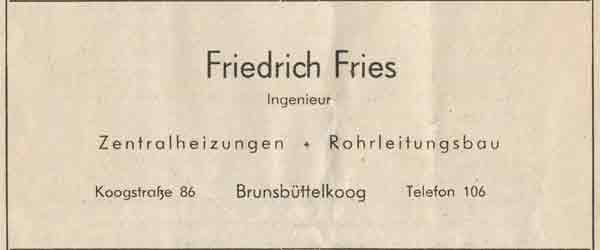 Friedrich Fries
Ingenieur
Zentralheizungen + Rohrleitungsbau
Koogstraße 86 Brunsbüttelkoog Telefon 106